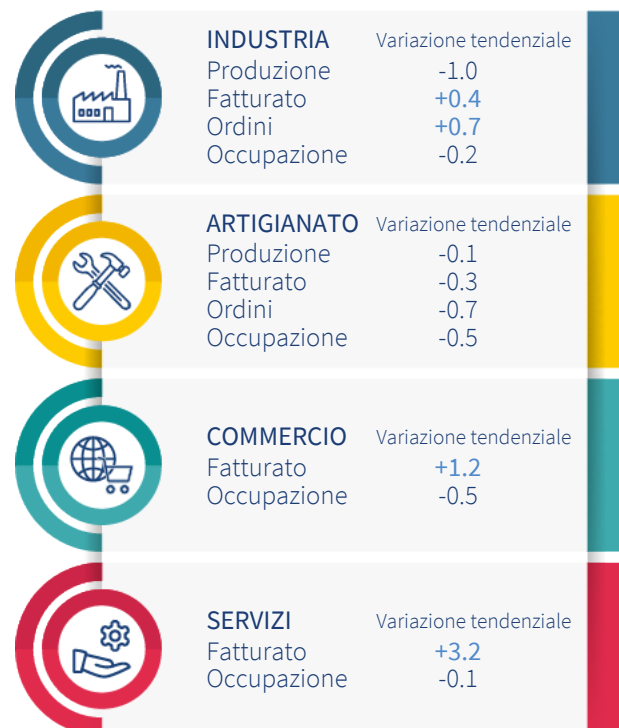 INDUSTRIA Variazione tendenziale
Produzione -1.0
Fatturato +0.4
Ordini +0.7
Occupazione -0.2
ARTIGIANATO Variazione tendenziale
Produzione -0.1
Fatturato -0.3
Ordini -0.7
Occupazione -0.5
COMMERCIO Variazione tendenziale
Fatturato +1.2
Occupazione -0.5
SERVIZI Variazione tendenziale
Fatturato +3.2
Occupazione -0.1